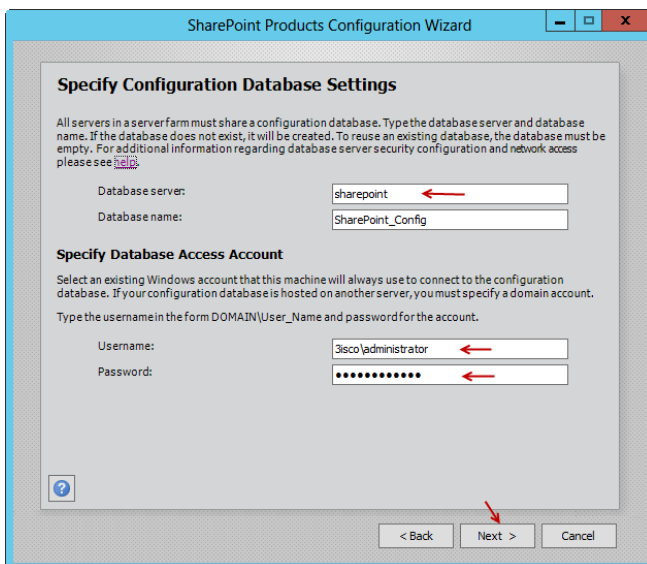 SharePoint Products Configuration Wizard
Specify Configuration Database Settings
All servers in a server farm must share a configuration database. Type the database server and database
name. If the database does not exist, it will be created. To reuse an existing database, the database must be
empty. For additional information regarding database server security configuration and network access
please see help.
Database server: sharepoint
Database name: SharePoint_Config
Specify Database Access Account
Select an existing Windows account that this machine will always use to connect to the configuration
database. If your configuration database is hosted on another server, you must specify a domain account.
Type the username in the form DOMAIN\User_Name and password for the account.
Username: 3isco\administrator
Password: ●●●●●●●●●●●●
< Back Next > Cancel